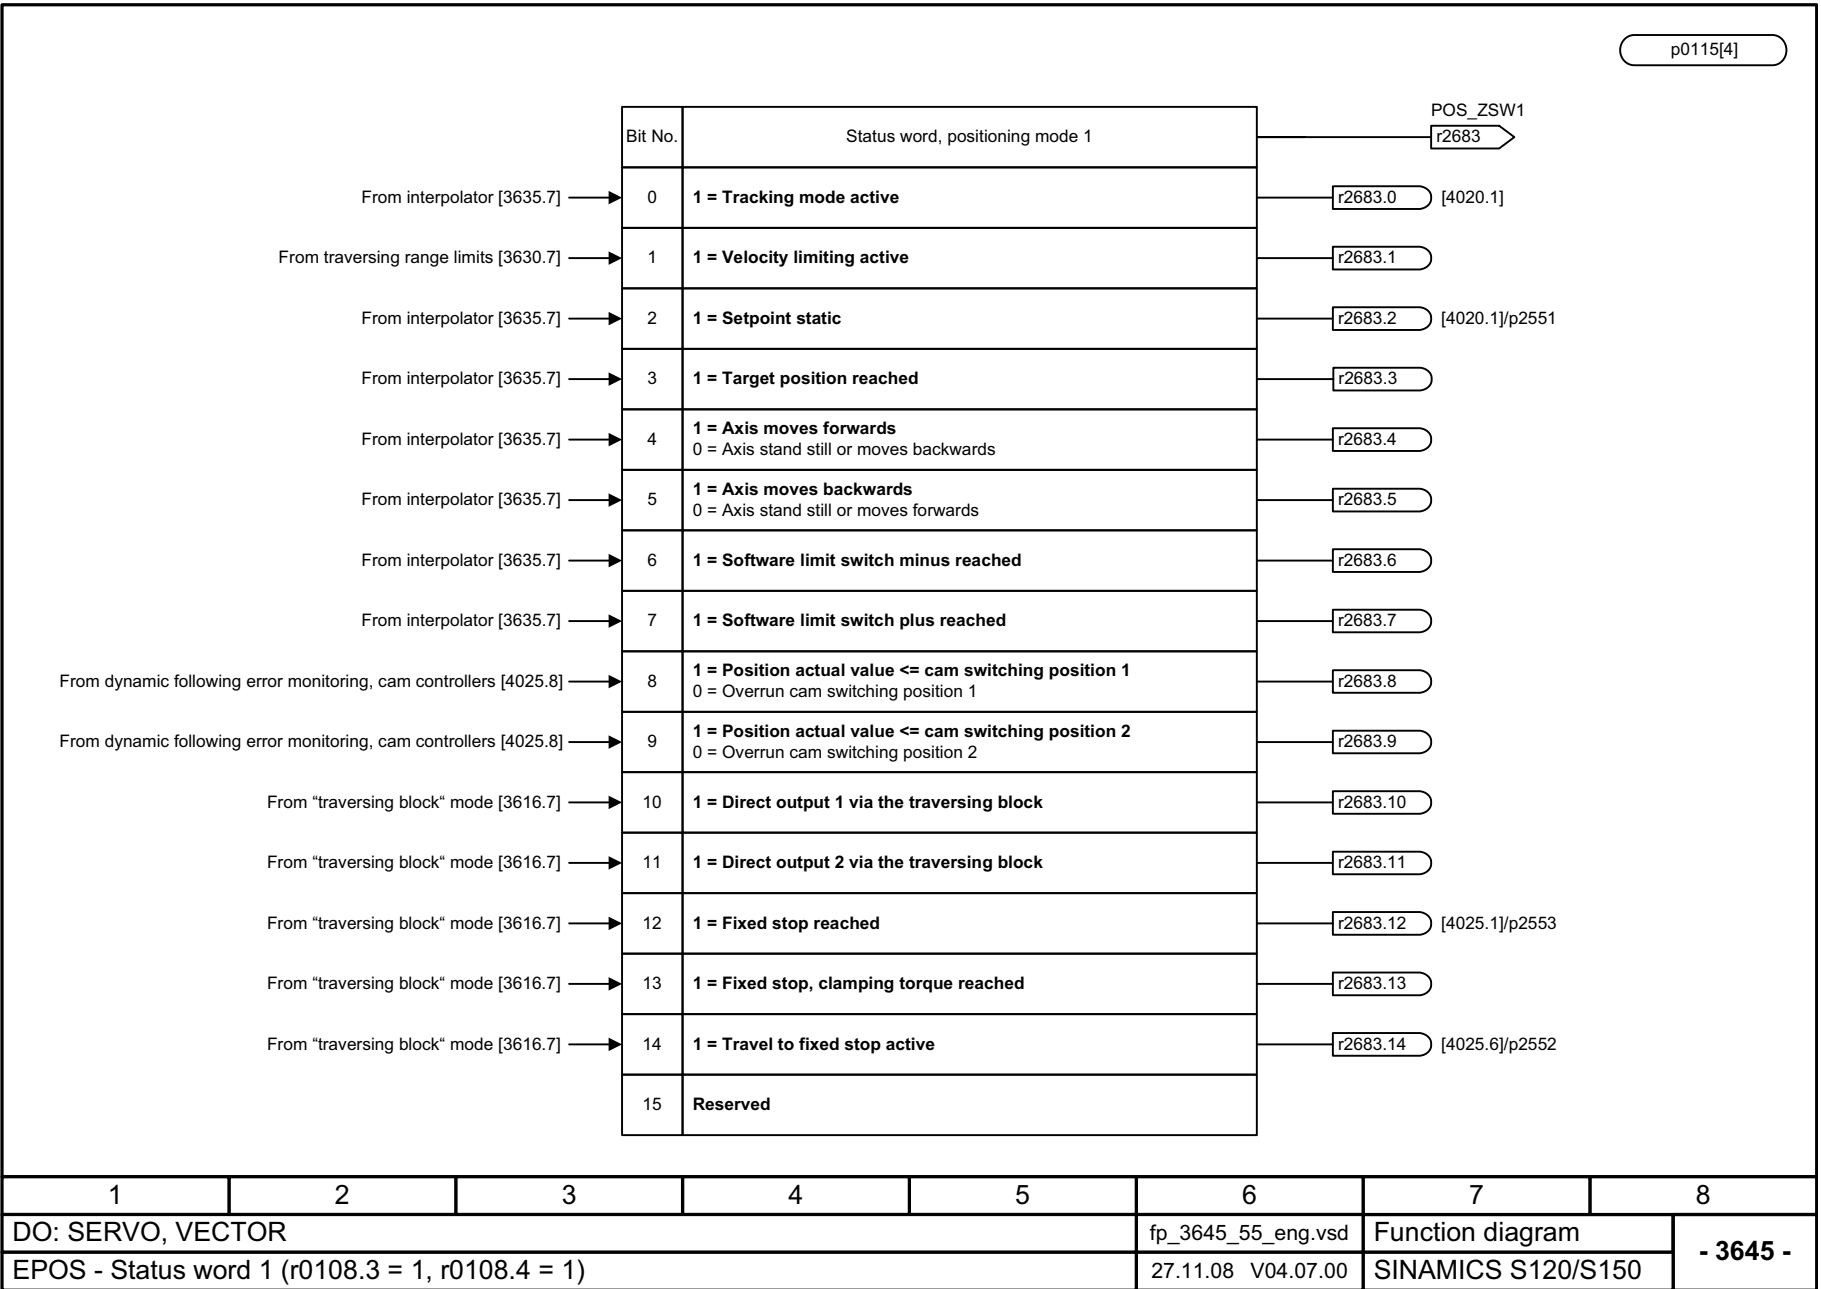 p0115[4]
POS_ZSW1
Bit No. Status word, positioning mode 1 r2683
From interpolator [3635.7] 0 1 = Tracking mode active r2683.0 [4020.1]
From traversing range limits [3630.7] 1 1 = Velocity limiting active r2683.1
From interpolator [3635.7] 2 1 = Setpoint static r2683.2 [4020.1]/p2551
From interpolator [3635.7] 3 1 = Target position reached r2683.3
From interpolator [3635.7] 4 1 = Axis moves forwards r2683.4
0 = Axis stand still or moves backwards
From interpolator [3635.7] 5 1 = Axis moves backwards r2683.5
0 = Axis stand still or moves forwards
From interpolator [3635.7] 6 1 = Software limit switch minus reached r2683.6
From interpolator [3635.7] 7 1 = Software limit switch plus reached r2683.7
From dynamic following error monitoring, cam controllers [4025.8] 8 1 = Position actual value <= cam switching position 1 r2683.8
0 = Overrun cam switching position 1
From dynamic following error monitoring, cam controllers [4025.8] 9 1 = Position actual value <= cam switching position 2 r2683.9
0 = Overrun cam switching position 2
From “traversing block“ mode [3616.7] 10 1 = Direct output 1 via the traversing block r2683.10
From “traversing block“ mode [3616.7] 11 1 = Direct output 2 via the traversing block r2683.11
From “traversing block“ mode [3616.7] 12 1 = Fixed stop reached r2683.12 [4025.1]/p2553
From “traversing block“ mode [3616.7] 13 1 = Fixed stop, clamping torque reached r2683.13
From “traversing block“ mode [3616.7] 14 1 = Travel to fixed stop active r2683.14 [4025.6]/p2552
15 Reserved
1 2 3 4 5 6 7 8
DO: SERVO, VECTOR fp_3645_55_eng.vsd Function diagram
- 3645 -
EPOS - Status word 1 (r0108.3 = 1, r0108.4 = 1) 27.11.08 V04.07.00 SINAMICS S120/S150